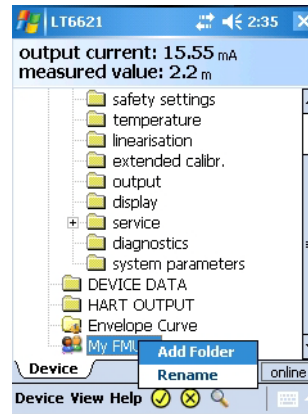 LT6621 2:35
output current: 15.55 mA
measured value: 2.2 m
safety settings
temperature
linearisation
extended calibr.
output
display
service
diagnostics
system parameters
DEVICE DATA
HART OUTPUT
Envelope Curve
My FMU
Add Folder
Rename
Device online
Device View Help